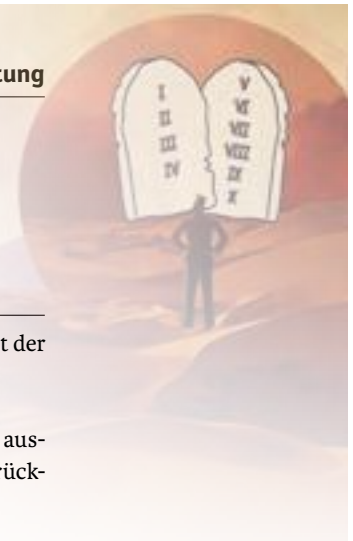 tung
I
II
III
IV
V
VI
VII
VIII
IX
X
t der
aus-
rück-